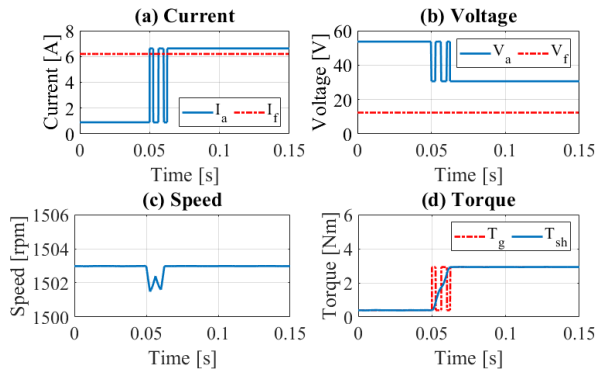 (a) Current
Current [A]
8
6
4
2
0
I_a I_f
0 0.05 0.1 0.15
Time [s]
(b) Voltage
Voltage [V]
60
40
20
0
V_a V_f
0 0.05 0.1 0.15
Time [s]
(c) Speed
Speed [rpm]
1506
1503
1500
0 0.05 0.1 0.15
Time [s]
(d) Torque
Torque [Nm]
6
4
2
0
T_g T_sh
0 0.05 0.1 0.15
Time [s]